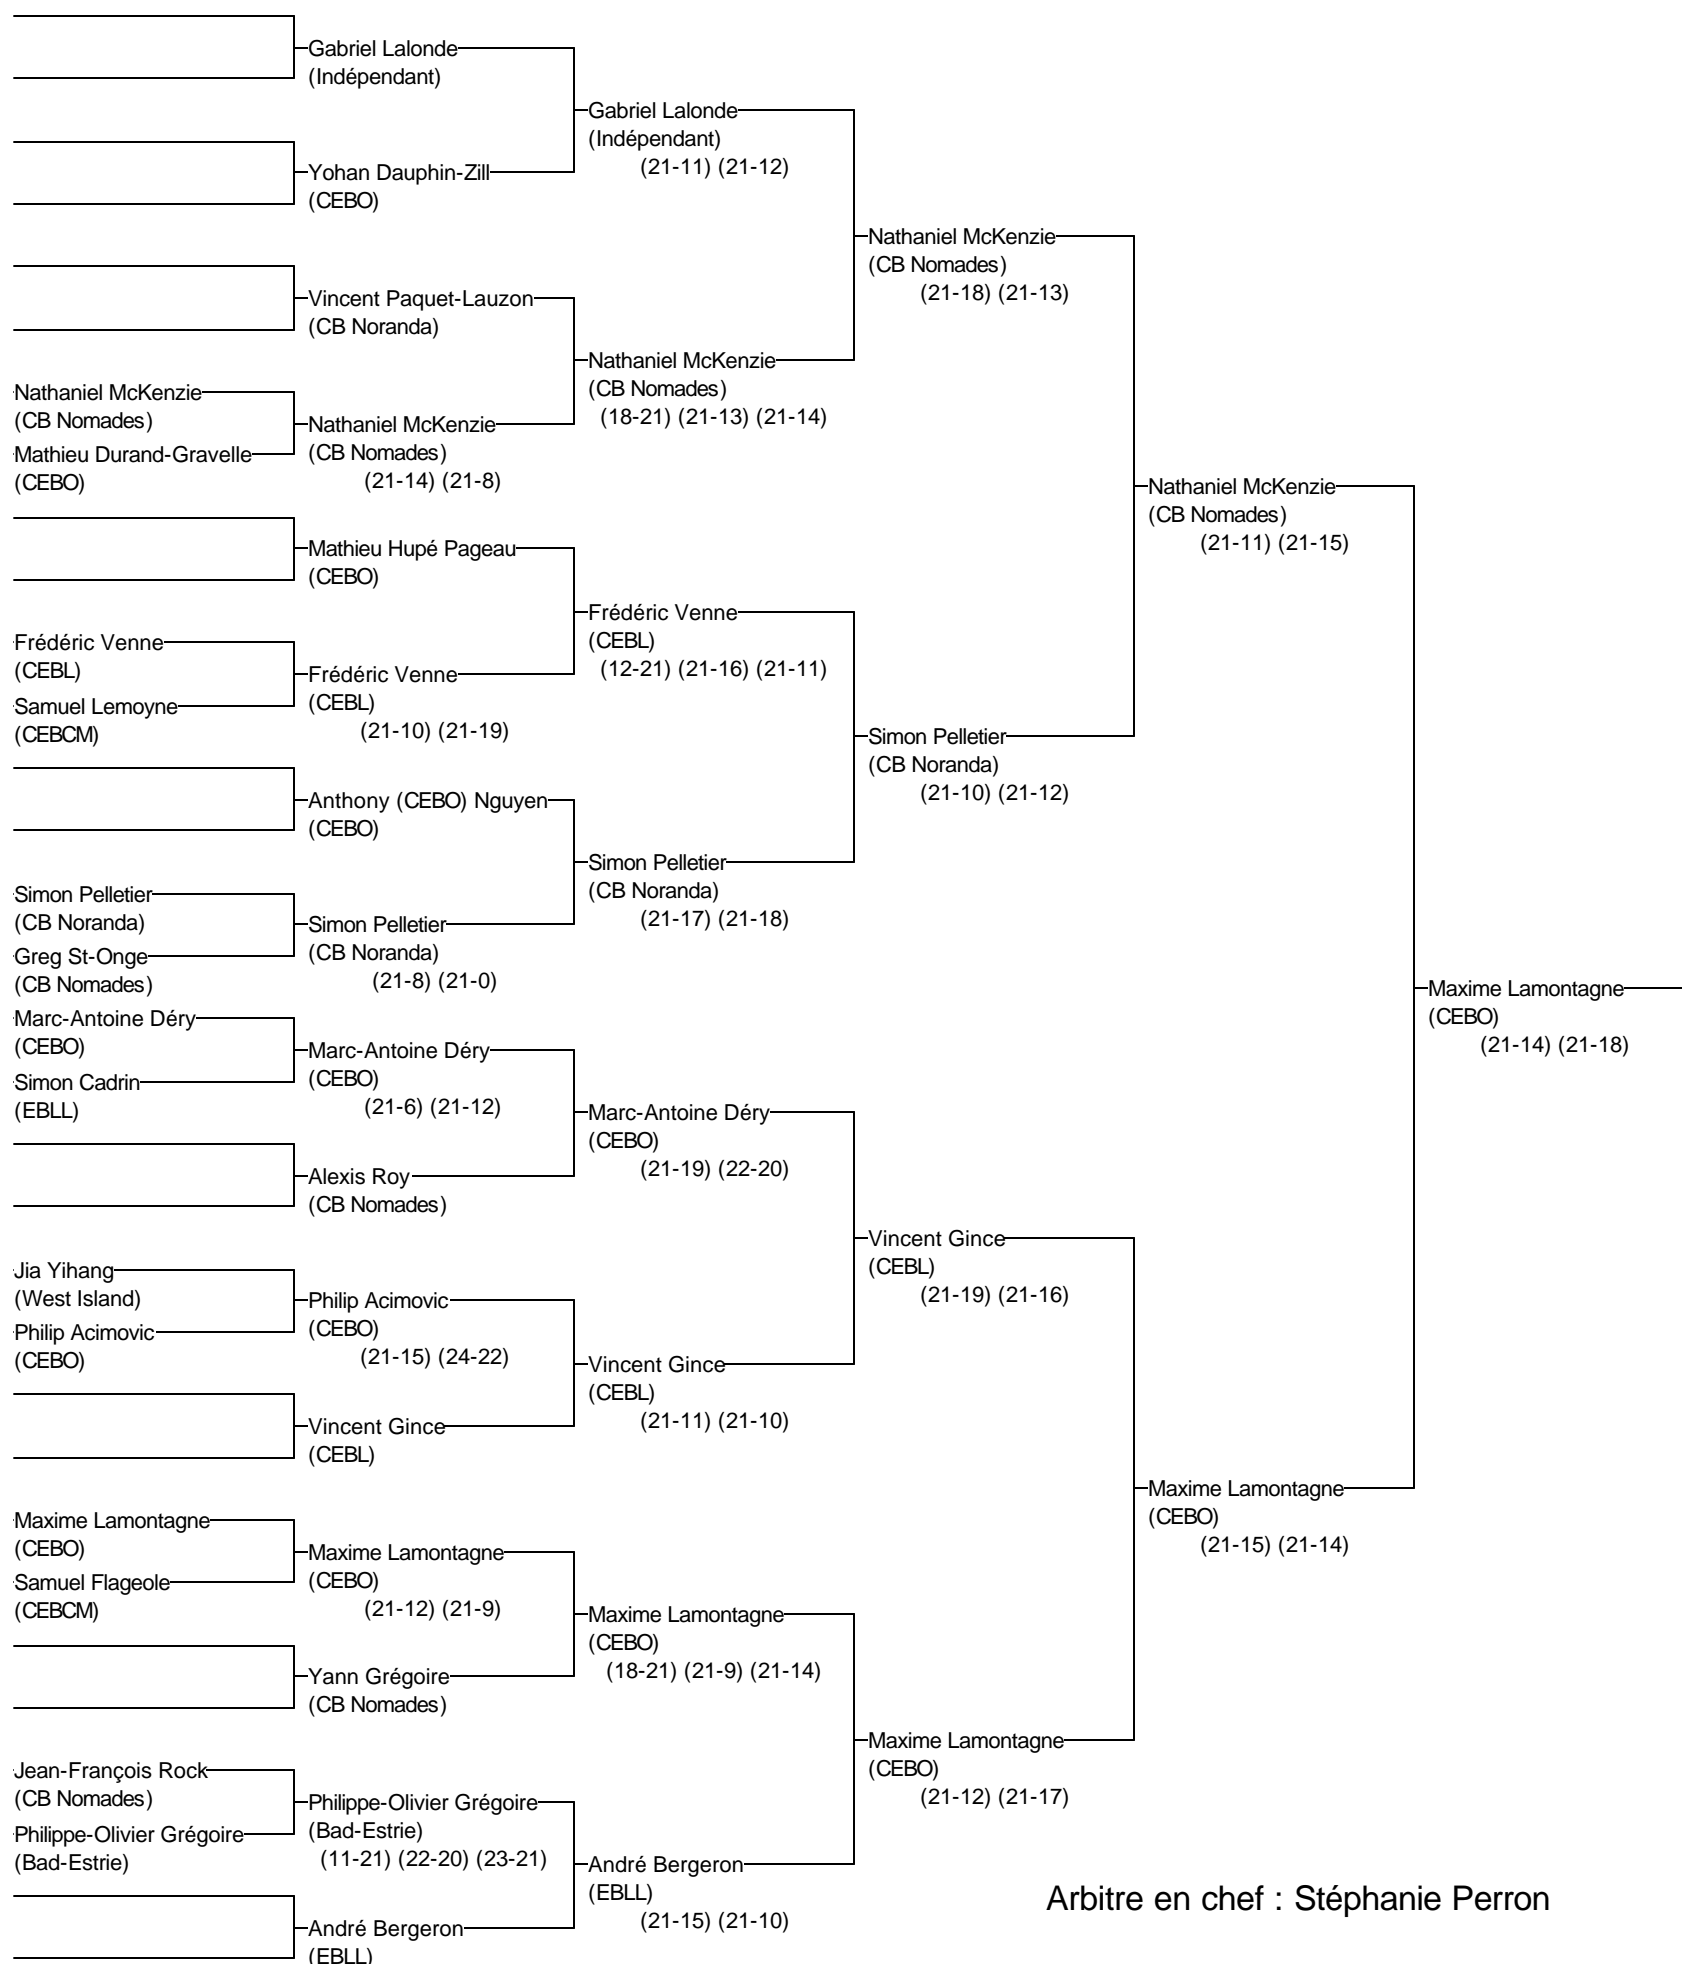 Gabriel Lalonde
(Indépendant)
Yohan Dauphin-Zill
(CEBO)
Gabriel Lalonde
(Indépendant)
(21-11) (21-12)
Vincent Paquet-Lauzon
(CB Noranda)
Nathaniel McKenzie
(CB Nomades)
Mathieu Durand-Gravelle
(CEBO)
Nathaniel McKenzie
(CB Nomades)
(21-14) (21-8)
Nathaniel McKenzie
(CB Nomades)
(18-21) (21-13) (21-14)
Nathaniel McKenzie
(CB Nomades)
(21-18) (21-13)
Mathieu Hupé Pageau
(CEBO)
Frédéric Venne
(CEBL)
Samuel Lemoyne
(CEBCM)
Frédéric Venne
(CEBL)
(21-10) (21-19)
Frédéric Venne
(CEBL)
(12-21) (21-16) (21-11)
Anthony (CEBO) Nguyen
(CEBO)
Simon Pelletier
(CB Noranda)
Greg St-Onge
(CB Nomades)
Simon Pelletier
(CB Noranda)
(21-8) (21-0)
Simon Pelletier
(CB Noranda)
(21-17) (21-18)
Simon Pelletier
(CB Noranda)
(21-10) (21-12)
Nathaniel McKenzie
(CB Nomades)
(21-11) (21-15)
Marc-Antoine Déry
(CEBO)
Simon Cadrin
(EBLL)
Marc-Antoine Déry
(CEBO)
(21-6) (21-12)
Alexis Roy
(CB Nomades)
Marc-Antoine Déry
(CEBO)
(21-19) (22-20)
Jia Yihang
(West Island)
Philip Acimovic
(CEBO)
Philip Acimovic
(CEBO)
(21-15) (24-22)
Vincent Gince
(CEBL)
Vincent Gince
(CEBL)
(21-11) (21-10)
Vincent Gince
(CEBL)
(21-19) (21-16)
Maxime Lamontagne
(CEBO)
Samuel Flageole
(CEBCM)
Maxime Lamontagne
(CEBO)
(21-12) (21-9)
Yann Grégoire
(CB Nomades)
Maxime Lamontagne
(CEBO)
(18-21) (21-9) (21-14)
Jean-François Rock
(CB Nomades)
Philippe-Olivier Grégoire
(Bad-Estrie)
Philippe-Olivier Grégoire
(Bad-Estrie)
(11-21) (22-20) (23-21)
André Bergeron
(EBLL)
André Bergeron
(EBLL)
(21-15) (21-10)
Maxime Lamontagne
(CEBO)
(21-12) (21-17)
Maxime Lamontagne
(CEBO)
(21-15) (21-14)
Maxime Lamontagne
(CEBO)
(21-14) (21-18)
Arbitre en chef : Stéphanie Perron